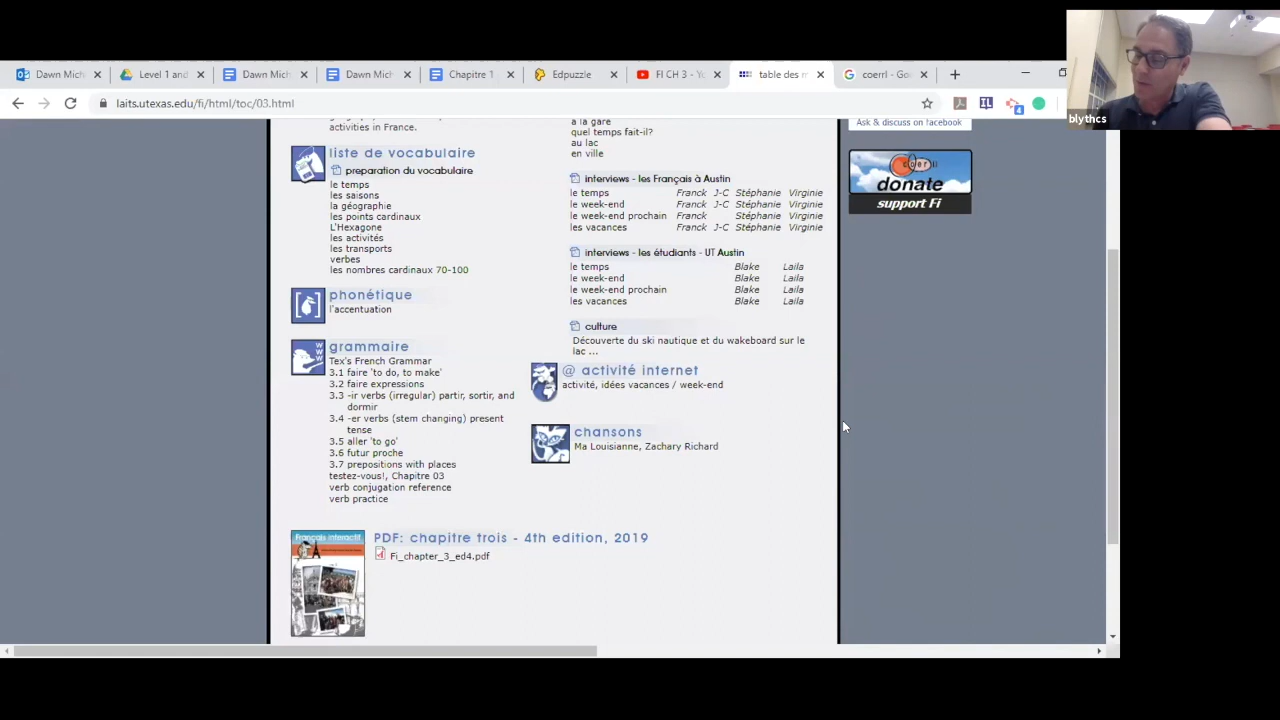 Dawn Mich
Level 1 and
Dawn Mich
Dawn Mich
Chapitre 1
Edpuzzle
FI CH 3 - Yo
table des m
coerrl - Goo
laits.utexas.edu/fi/html/toc/03.html
blythcs
activities in France.
liste de vocabulaire
preparation du vocabulaire
le temps
les saisons
la géographie
les points cardinaux
L'Hexagone
les activités
les transports
verbes
les nombres cardinaux 70-100
phonétique
l'accentuation
grammaire
Tex's French Grammar
3.1 faire 'to do, to make'
3.2 faire expressions
3.3 -ir verbs (irregular) partir, sortir, and
dormir
3.4 -er verbs (stem changing) present
tense
3.5 aller 'to go'
3.6 futur proche
3.7 prepositions with places
testez-vous!, Chapitre 03
verb conjugation reference
verb practice
à la gare
quel temps fait-il?
au lac
en ville
interviews - les Français à Austin
le temps Franck J-C Stéphanie Virginie
le week-end Franck J-C Stéphanie Virginie
le week-end prochain Franck Stéphanie Virginie
les vacances Franck J-C Stéphanie Virginie
interviews - les étudiants - UT Austin
le temps Blake Laila
le week-end Blake Laila
le week-end prochain Blake Laila
les vacances Blake Laila
culture
Découverte du ski nautique et du wakeboard sur le
lac ...
@ activité internet
activité, idées vacances / week-end
chansons
Ma Louisianne, Zachary Richard
PDF: chapitre trois - 4th edition, 2019
Fi_chapter_3_ed4.pdf
Français interactif
Ask & discuss on facebook
coerll
donate
support Fi